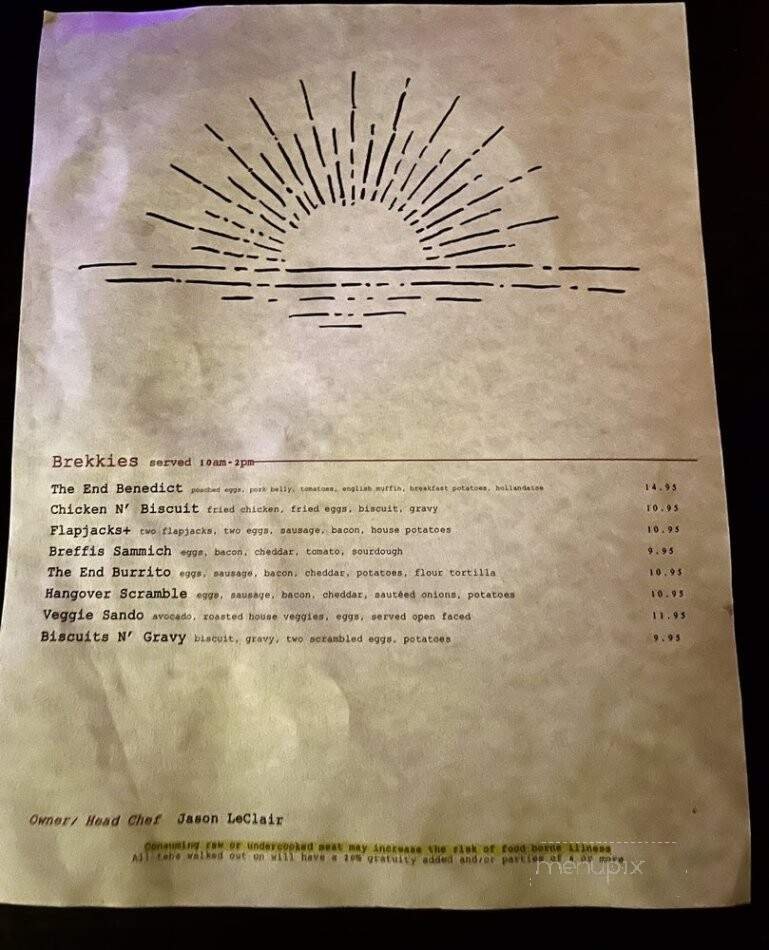 Brekkies served 10am-2pm
The End Benedict poached eggs, pork belly, tomatoes, english muffin, breakfast potatoes, hollandaise 14.95
Chicken N' Biscuit fried chicken, fried eggs, biscuit, gravy 10.95
Flapjacks+ two flapjacks, two eggs, sausage, bacon, house potatoes 10.95
Breffis Sammich eggs, bacon, cheddar, tomato, sourdough 9.95
The End Burrito eggs, sausage, bacon, cheddar, potatoes, flour tortilla 10.95
Hangover Scramble eggs, sausage, bacon, cheddar, sautéed onions, potatoes 10.95
Veggie Sando avocado, roasted house veggies, eggs, served open faced 11.95
Biscuits N' Gravy biscuit, gravy, two scrambled eggs, potatoes 9.95
Owner/ Head Chef Jason LeClair
Consuming raw or undercooked meat may increase the risk of food borne illness
All tabs walked out on will have a 20% gratuity added and/or parties of or more
menupix